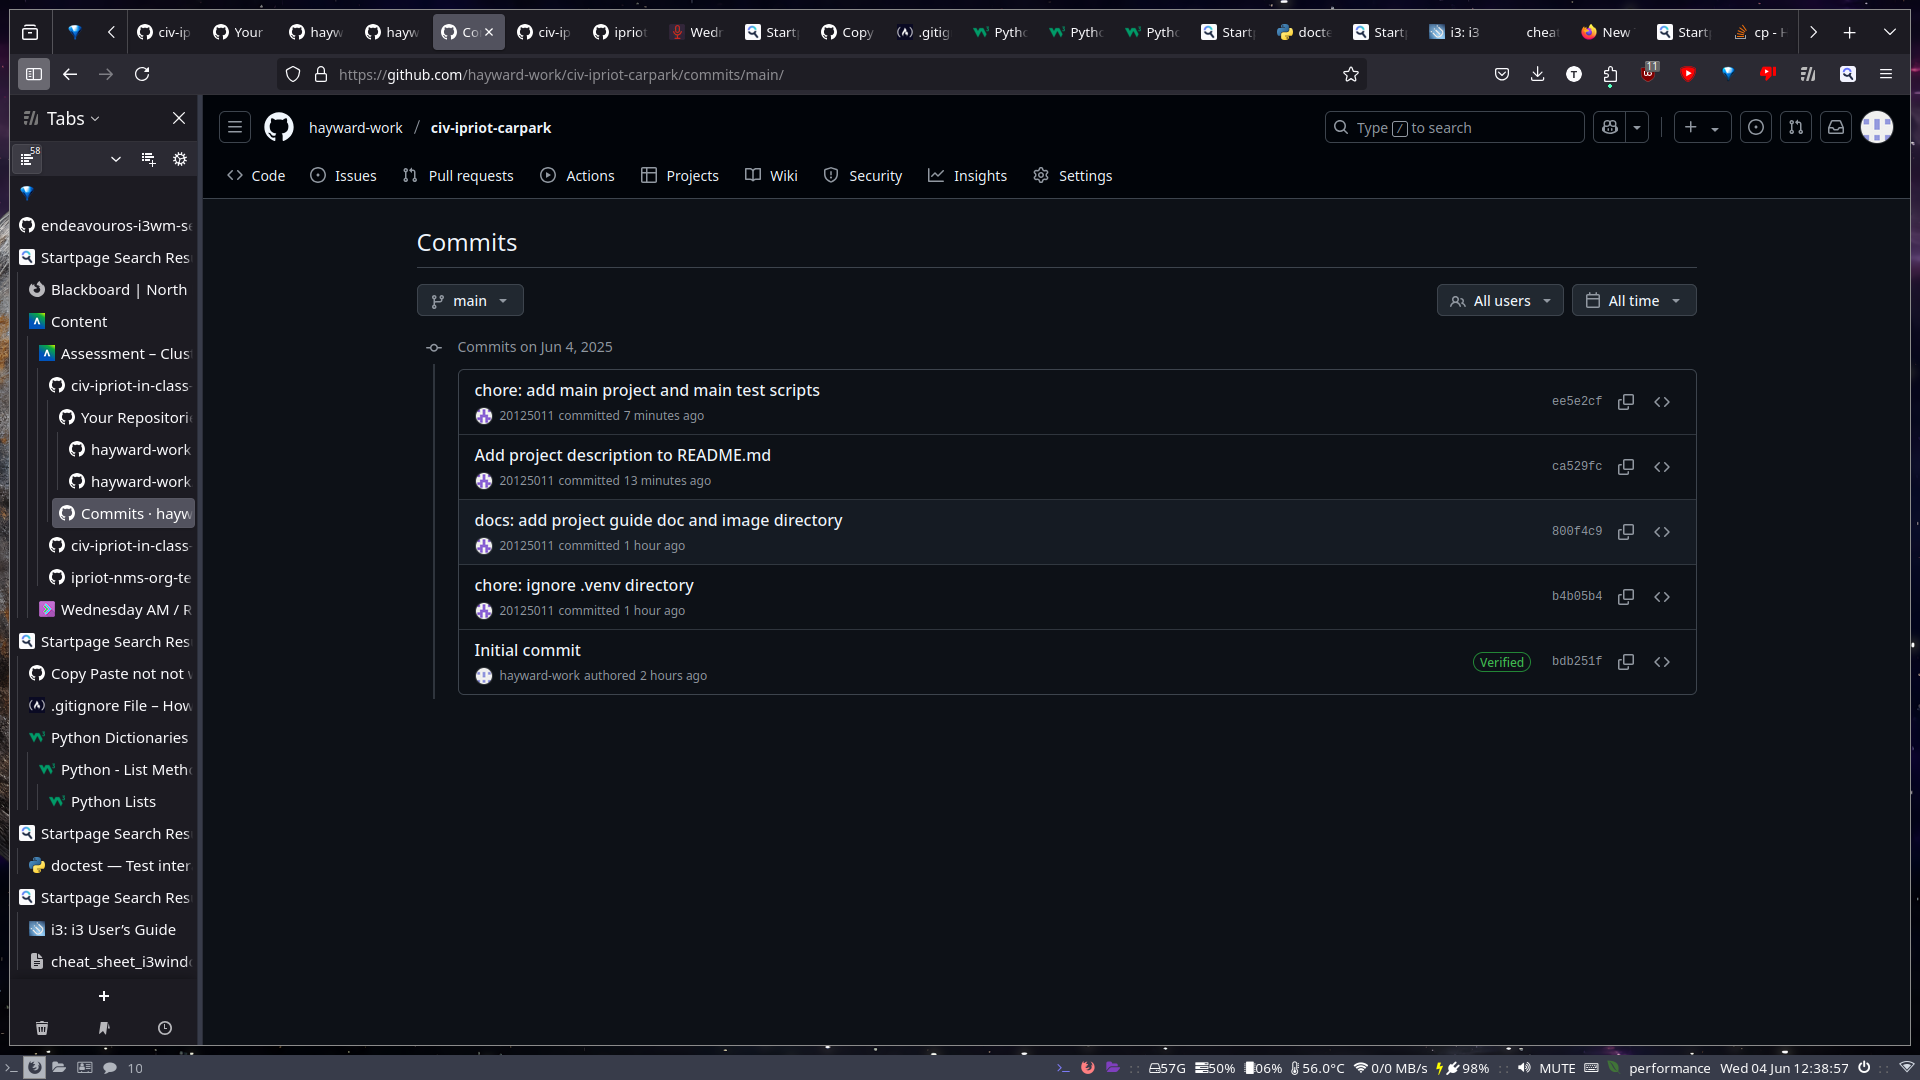 civ-ip
Your
hayw
hayw
Co
civ-ip
ipriot
Wedr
Start
Copy
.gitig
Pytho
Pytho
Pytho
Start
docte
Start
i3: i3
cheat
New
Start
cp - H
https://github.com/hayward-work/civ-ipriot-carpark/commits/main/
11
Tabs
58
endeavouros-i3wm-se
Startpage Search Res
Blackboard | North
Content
Assessment – Clus
civ-ipriot-in-class-
Your Repositorie
hayward-work
hayward-work
Commits · hayw
civ-ipriot-in-class-
ipriot-nms-org-te
Wednesday AM / R
Startpage Search Res
Copy Paste not not w
.gitignore File – How
Python Dictionaries
Python - List Metho
Python Lists
Startpage Search Res
doctest — Test inter
Startpage Search Res
i3: i3 User’s Guide
cheat_sheet_i3windo
hayward-work / civ-ipriot-carpark
Type / to search
Code
Issues
Pull requests
Actions
Projects
Wiki
Security
Insights
Settings
Commits
main
All users
All time
Commits on Jun 4, 2025
chore: add main project and main test scripts
20125011 committed 7 minutes ago
ee5e2cf
Add project description to README.md
20125011 committed 13 minutes ago
ca529fc
docs: add project guide doc and image directory
20125011 committed 1 hour ago
800f4c9
chore: ignore .venv directory
20125011 committed 1 hour ago
b4b05b4
Initial commit
hayward-work authored 2 hours ago
Verified
bdb251f
10
57G
50%
06%
56.0°C
0/0 MB/s
98%
MUTE
performance
Wed 04 Jun 12:38:57